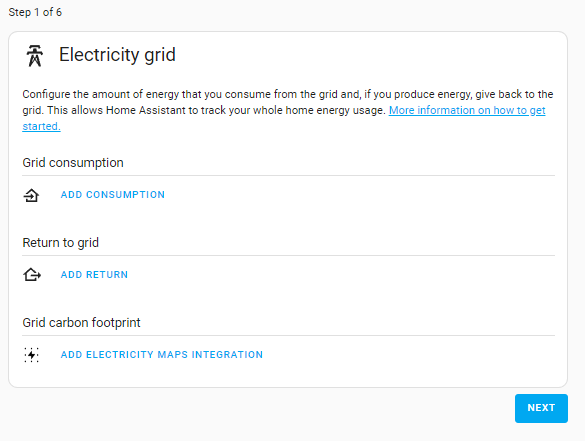 Step 1 of 6
Electricity grid
Configure the amount of energy that you consume from the grid and, if you produce energy, give back to the
grid. This allows Home Assistant to track your whole home energy usage. More information on how to get
started.
Grid consumption
ADD CONSUMPTION
Return to grid
ADD RETURN
Grid carbon footprint
ADD ELECTRICITY MAPS INTEGRATION
NEXT